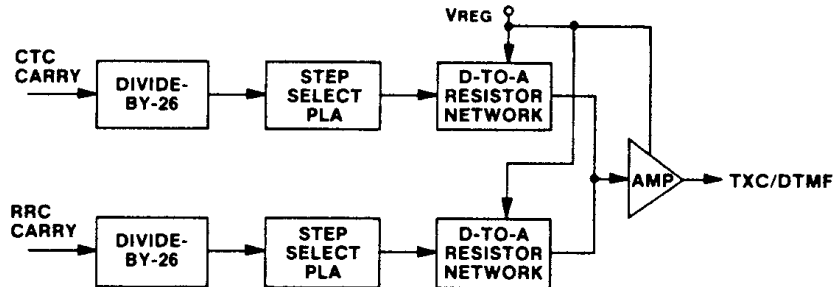 VREG
CTC
CARRY
DIVIDE-
BY-26
STEP
SELECT
PLA
D-TO-A
RESISTOR
NETWORK
AMP
TXC/DTMF
RRC
CARRY
DIVIDE-
BY-26
STEP
SELECT
PLA
D-TO-A
RESISTOR
NETWORK